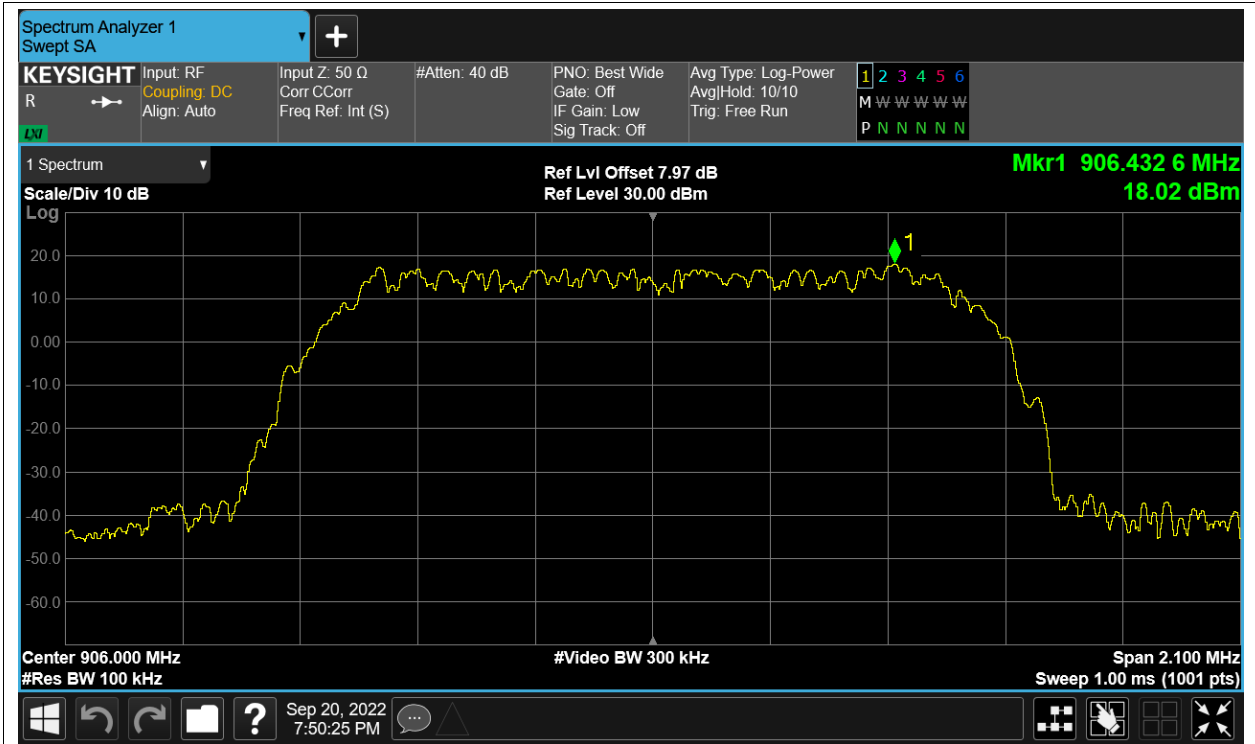 Spectrum Analyzer 1
Swept SA
KEYSIGHT
R
LXI
Input: RF
Coupling: DC
Align: Auto
Input Z: 50 Ω
Corr CCorr
Freq Ref: Int (S)
#Atten: 40 dB
PNO: Best Wide
Gate: Off
IF Gain: Low
Sig Track: Off
Avg Type: Log-Power
Avg|Hold: 10/10
Trig: Free Run
1 2 3 4 5 6
M W W W W W W
P N N N N N N
1 Spectrum
Scale/Div 10 dB
Log
Ref Lvl Offset 7.97 dB
Ref Level 30.00 dBm
Mkr1 906.432 6 MHz
18.02 dBm
1
20.0
10.0
0.00
-10.0
-20.0
-30.0
-40.0
-50.0
-60.0
Center 906.000 MHz
#Res BW 100 kHz
#Video BW 300 kHz
Span 2.100 MHz
Sweep 1.00 ms (1001 pts)
?
Sep 20, 2022
7:50:25 PM